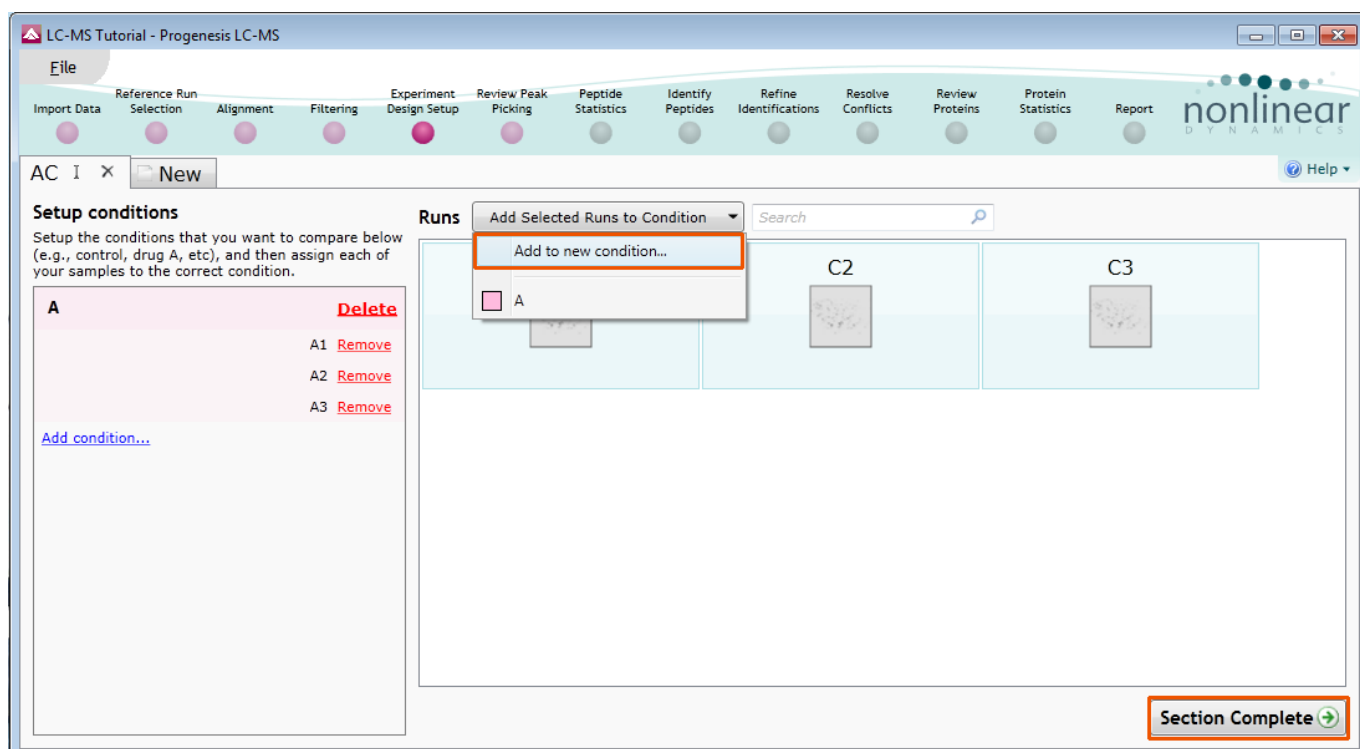 LC-MS Tutorial - Progenesis LC-MS
File
Import Data
Reference Run
Selection
Alignment
Filtering
Experiment
Design Setup
Review Peak
Picking
Peptide
Statistics
Identify
Peptides
Refine
Identifications
Resolve
Conflicts
Review
Proteins
Protein
Statistics
Report
nonlinear
DYNAMICS
AC
New
Help
Setup conditions
Setup the conditions that you want to compare below
(e.g., control, drug A, etc), and then assign each of
your samples to the correct condition.
A Delete
A1 Remove
A2 Remove
A3 Remove
Add condition...
Runs
Add Selected Runs to Condition
Search
Add to new condition...
A
C2
C3
Section Complete